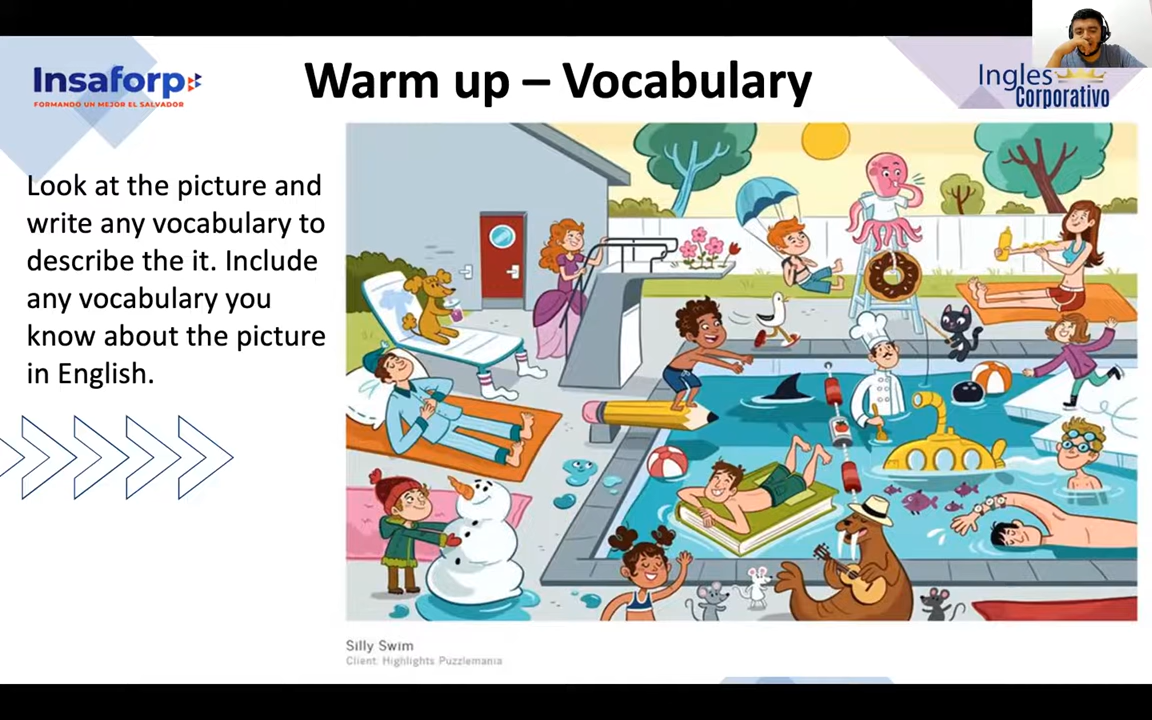 Insaforp
FORMANDO UN MEJOR EL SALVADOR
Warm up – Vocabulary
Ingles
Corporativo
Look at the picture and
write any vocabulary to
describe the it. Include
any vocabulary you
know about the picture
in English.
Silly Swim
Client: Highlights Puzzlemania